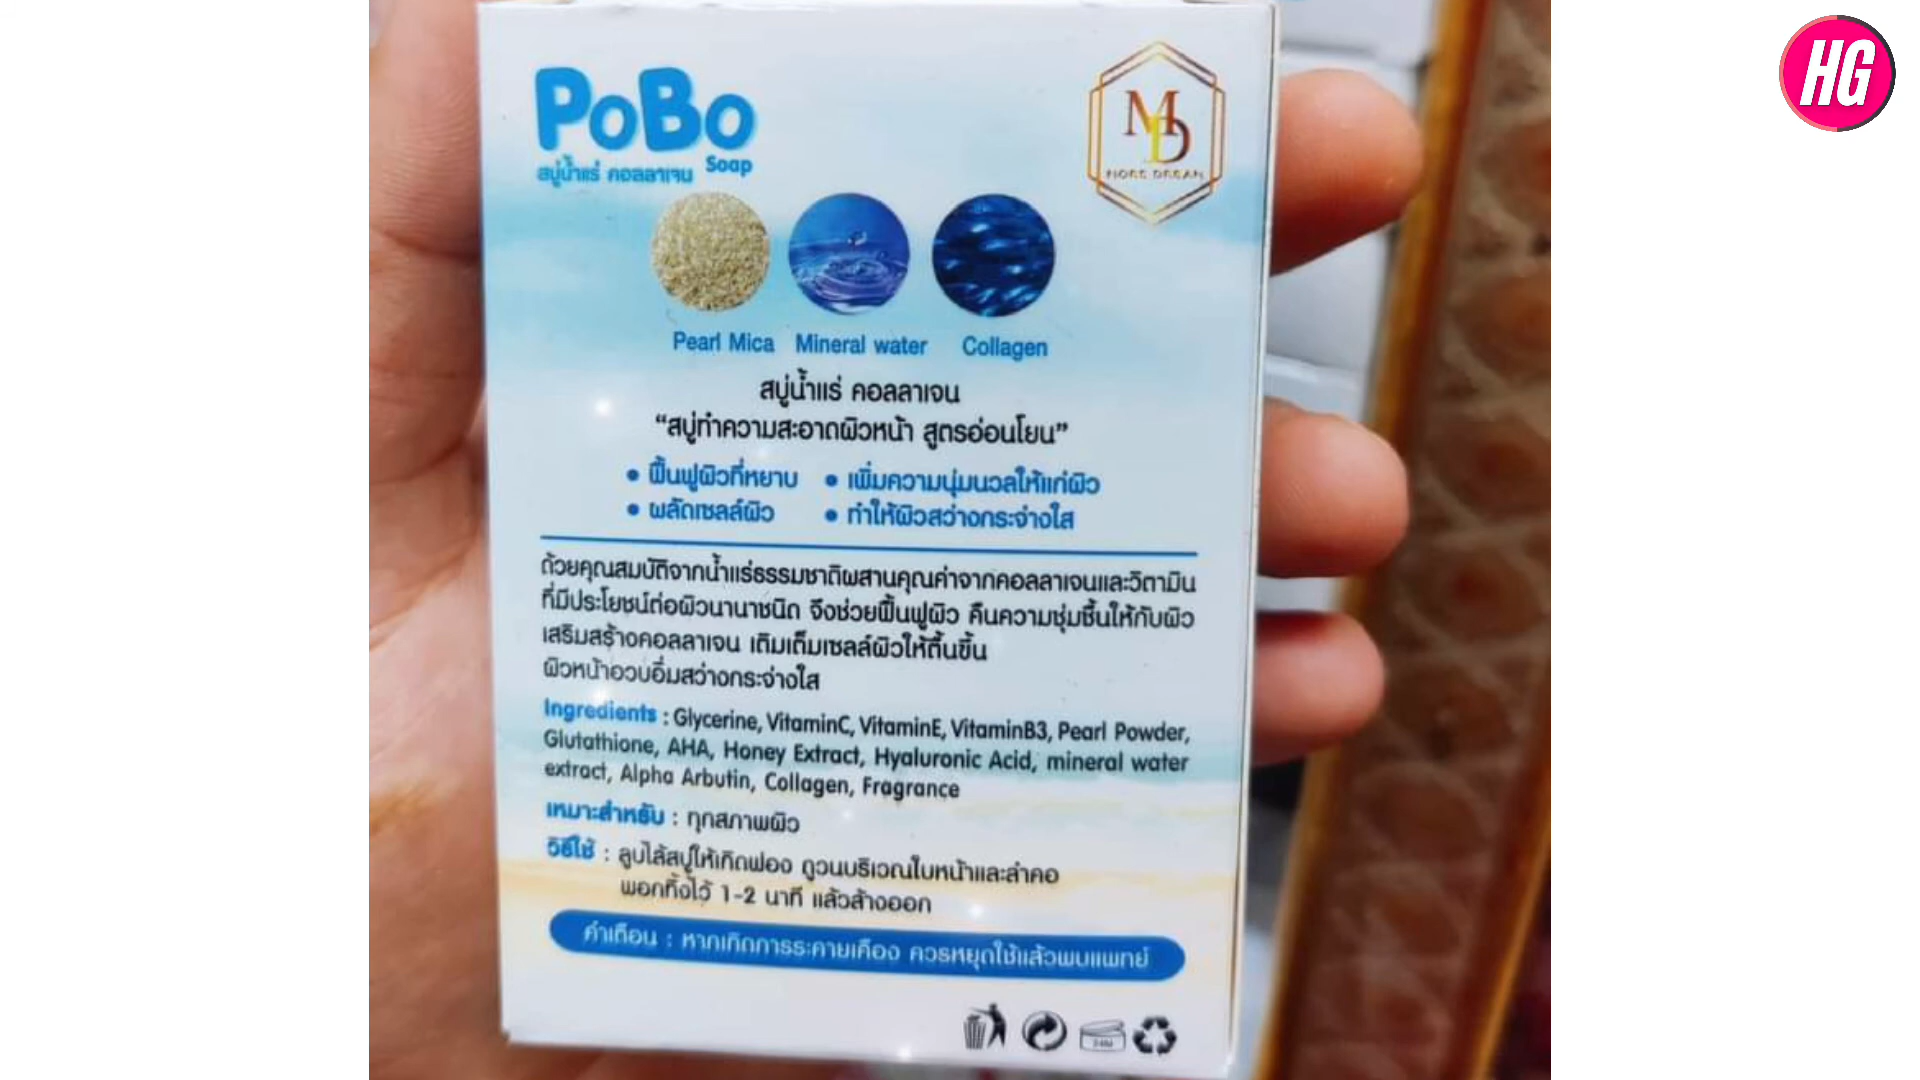 HG
PoBo
Soap
สบู่น้ำแร่ คอลลาเจน
MD
MORE DREAM
Pearl Mica Mineral water Collagen
สบู่น้ำแร่ คอลลาเจน
“สบู่ทำความสะอาดผิวหน้า สูตรอ่อนโยน”
• ฟื้นฟูผิวที่หยาบ • เพิ่มความนุ่มนวลให้แก่ผิว
• ผลัดเซลล์ผิว • ทำให้ผิวสว่างกระจ่างใส
ด้วยคุณสมบัติจากน้ำแร่ธรรมชาติผสานคุณค่าจากคอลลาเจนและวิตามิน
ที่มีประโยชน์ต่อผิวนานาชนิด จึงช่วยฟื้นฟูผิว คืนความชุ่มชื้นให้กับผิว
เสริมสร้างคอลลาเจน เติมเต็มเซลล์ผิวให้ตื้นขึ้น
ผิวหน้าอวบอิ่มสว่างกระจ่างใส
Ingredients : Glycerine, VitaminC, VitaminE, VitaminB3, Pearl Powder,
Glutathione, AHA, Honey Extract, Hyaluronic Acid, mineral water
extract, Alpha Arbutin, Collagen, Fragrance
เหมาะสำหรับ : ทุกสภาพผิว
วิธีใช้ : ลูบไล้สบู่ให้เกิดฟอง ถูวนบริเวณใบหน้าและลำคอ
พอกทิ้งไว้ 1-2 นาที แล้วล้างออก
คำเตือน : หากเกิดการระคายเคือง ควรหยุดใช้แล้วพบแพทย์